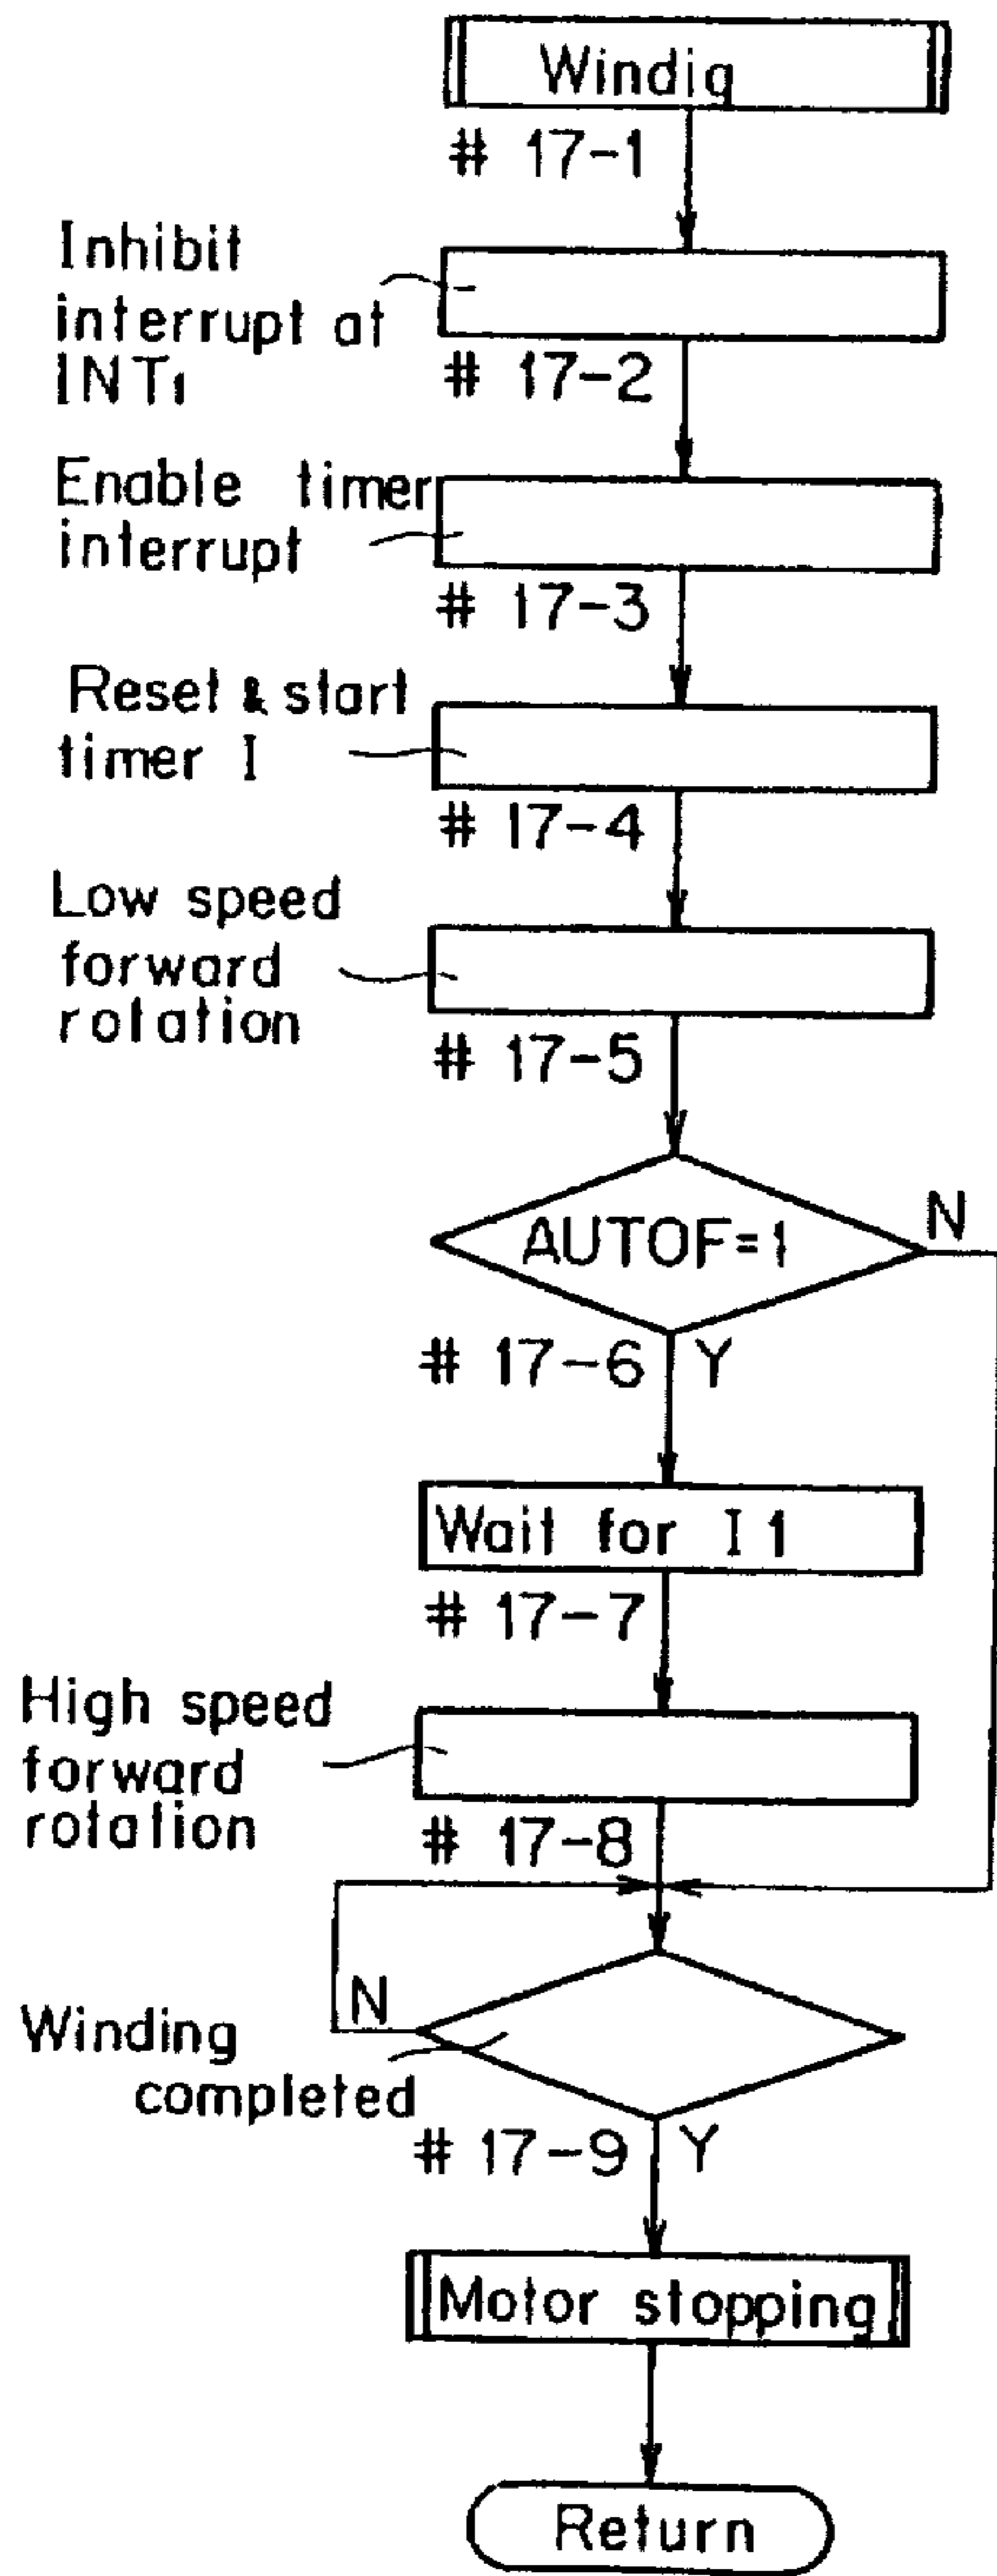 Windig
# 17-1
Inhibit
interrupt at
INT1
# 17-2
Enable timer
interrupt
# 17-3
Reset & start
timer I
# 17-4
Low speed
forward
rotation
# 17-5
AUTOF=1
N
# 17-6
Y
Wait for I1
# 17-7
High speed
forward
rotation
# 17-8
N
Winding
completed
# 17-9
Y
Motor stopping
Return